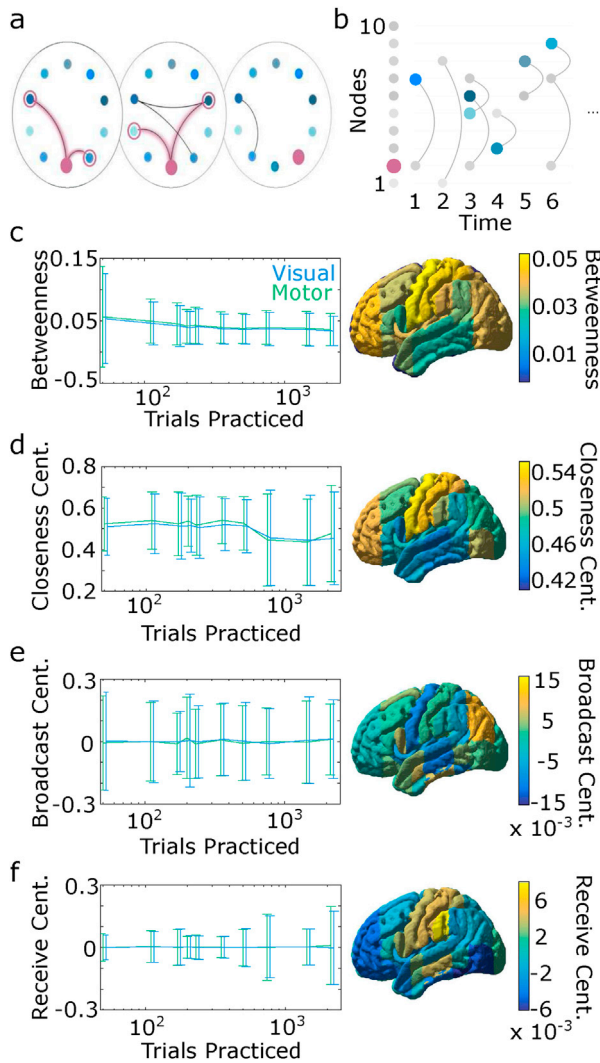 a
b
10
Nodes
1
1 2 3 4 5 6
...
Time
c
0.15
0.05
-0.5
Betweenness
Visual
Motor
10²
10³
Trials Practiced
0.05
0.03
0.01
Betweenness
d
0.8
0.6
0.4
0.2
Closeness Cent.
10²
10³
Trials Practiced
0.54
0.5
0.46
0.42
Closeness Cent.
e
0.3
0
-0.3
Broadcast Cent.
10²
10³
Trials Practiced
15
5
-5
-15
x 10⁻³
Broadcast Cent.
f
0.3
0
-0.3
Receive Cent.
10²
10³
Trials Practiced
6
2
-2
-6
x 10⁻³
Receive Cent.